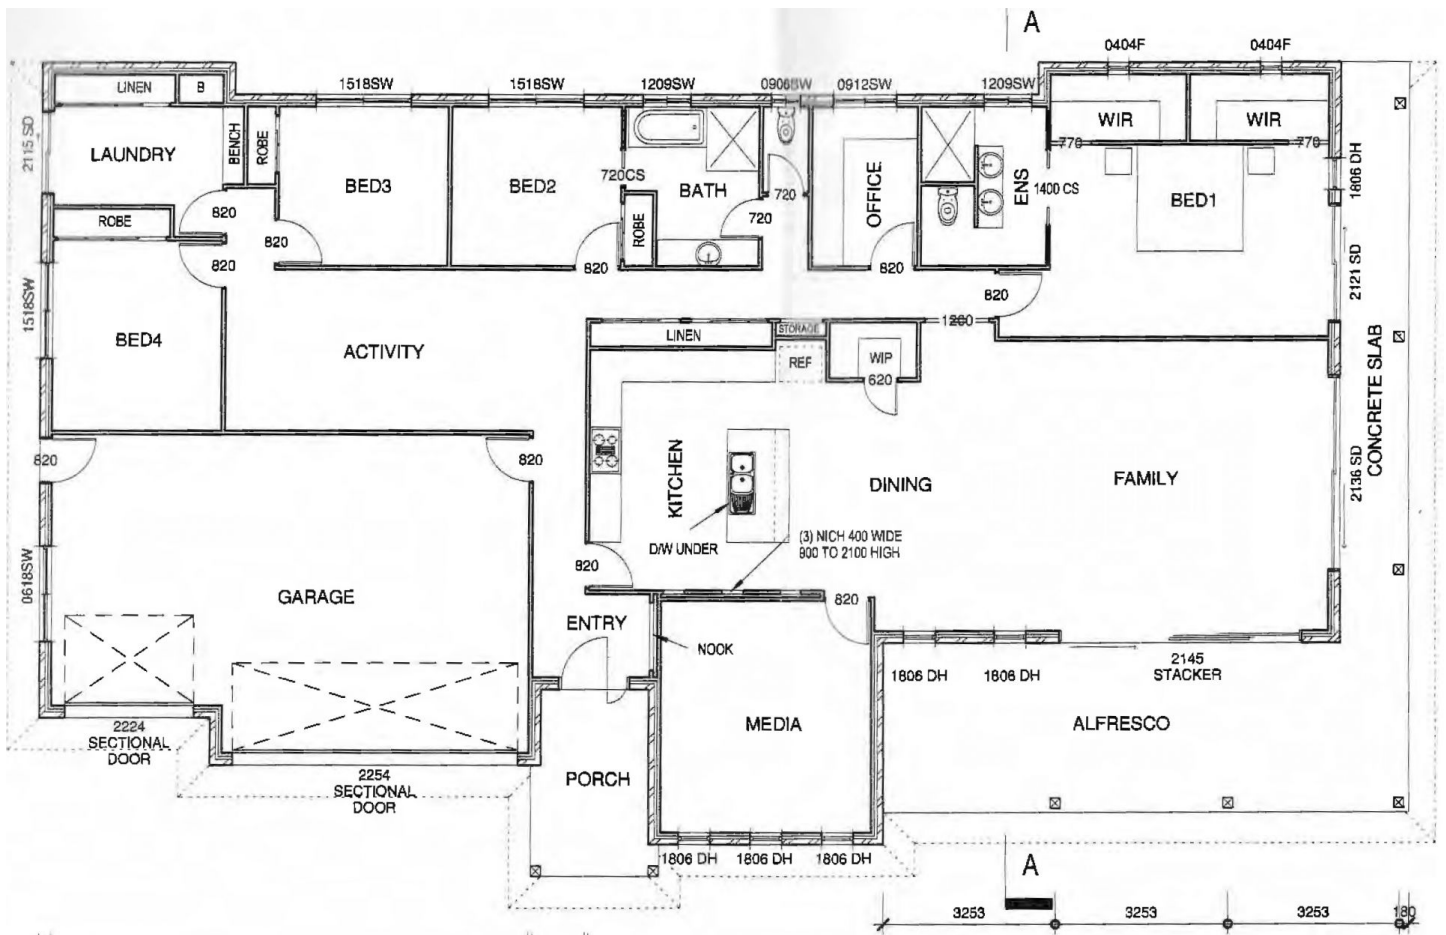 A
0404F
0404F
1518SW
1518SW
1209SW
0906SW
0912SW
1209SW
LINEN
B
WIR
WIR
2115 SD
LAUNDRY
BENCH
ROBE
BED3
BED2
720CS
BATH
720
OFFICE
ENS
1400 CS
770
770
BED1
1806 DH
820
ROBE
820
820
ROBE
820
720
820
820
2121 SD
1518SW
BED4
ACTIVITY
LINEN
STORAGE
REF
WIP
620
1200
CONCRETE SLAB
820
820
KITCHEN
DINING
FAMILY
2136 SD
D/W UNDER
(3) NICH 400 WIDE
900 TO 2100 HIGH
0618SW
GARAGE
820
ENTRY
NOOK
820
1806 DH
1806 DH
2145
STACKER
2224
SECTIONAL
DOOR
2254
SECTIONAL
DOOR
PORCH
MEDIA
ALFRESCO
1806 DH
1806 DH
1806 DH
A
3253
3253
3253
180